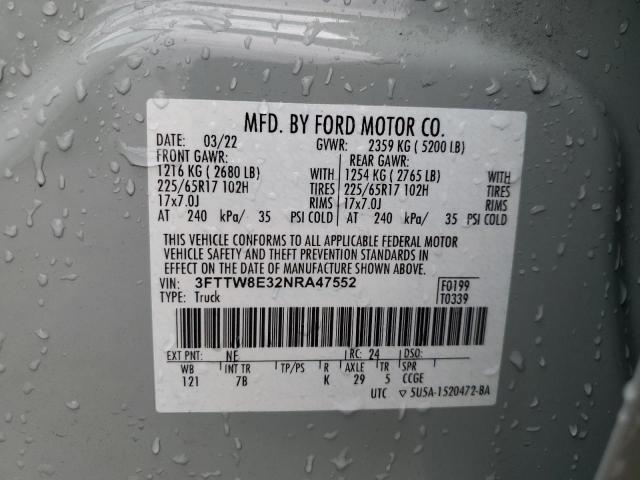 MFD. BY FORD MOTOR CO.
DATE: 03/22 GVWR: 2359 KG ( 5200 LB)
FRONT GAWR: REAR GAWR:
1216 KG ( 2680 LB) WITH 1254 KG ( 2765 LB) WITH
225/65R17 102H TIRES 225/65R17 102H TIRES
17x7.0J RIMS 17x7.0J RIMS
AT 240 kPa/ 35 PSI COLD AT 240 kPa/ 35 PSI COLD
THIS VEHICLE CONFORMS TO ALL APPLICABLE FEDERAL MOTOR
VEHICLE SAFETY AND THEFT PREVENTION STANDARDS IN
EFFECT ON THE DATE OF MANUFACTURE SHOWN ABOVE.
VIN: 3FTTW8E32NRA47552 F0199
TYPE: Truck T0339
EXT PNT: NE RC: 24 DSO:
WB INT TR TP/PS R AXLE TR SPR
121 7B K 29 5 CCGE
UTC ▽ 5U5A-1520472-BA